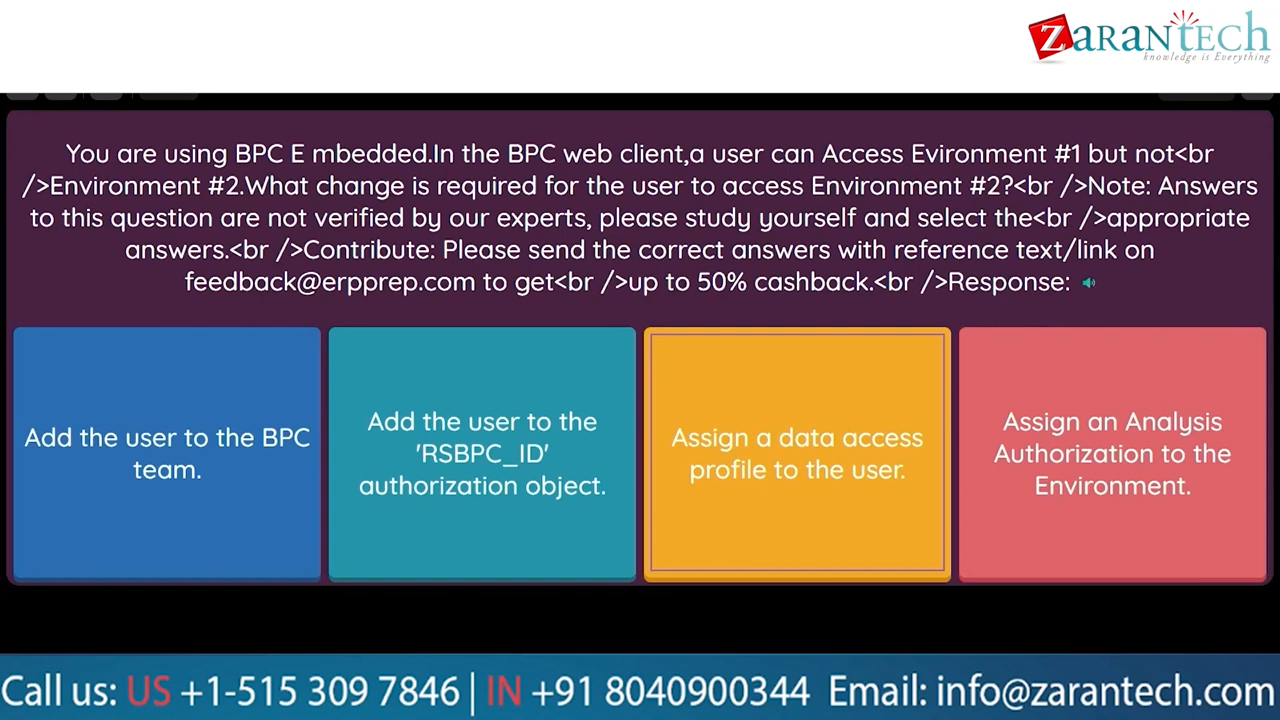 ZARANTECH
knowledge is Everything
You are using BPC E mbedded.In the BPC web client,a user can Access Evironment #1 but not<br
/>Environment #2.What change is required for the user to access Environment #2?<br />Note: Answers
to this question are not verified by our experts, please study yourself and select the<br />appropriate
answers.<br />Contribute: Please send the correct answers with reference text/link on
feedback@erpprep.com to get<br />up to 50% cashback.<br />Response:
Add the user to the BPC
team.
Add the user to the
'RSBPC_ID'
authorization object.
Assign a data access
profile to the user.
Assign an Analysis
Authorization to the
Environment.
Call us: US +1-515 309 7846 | IN +91 8040900344 Email: info@zarantech.com